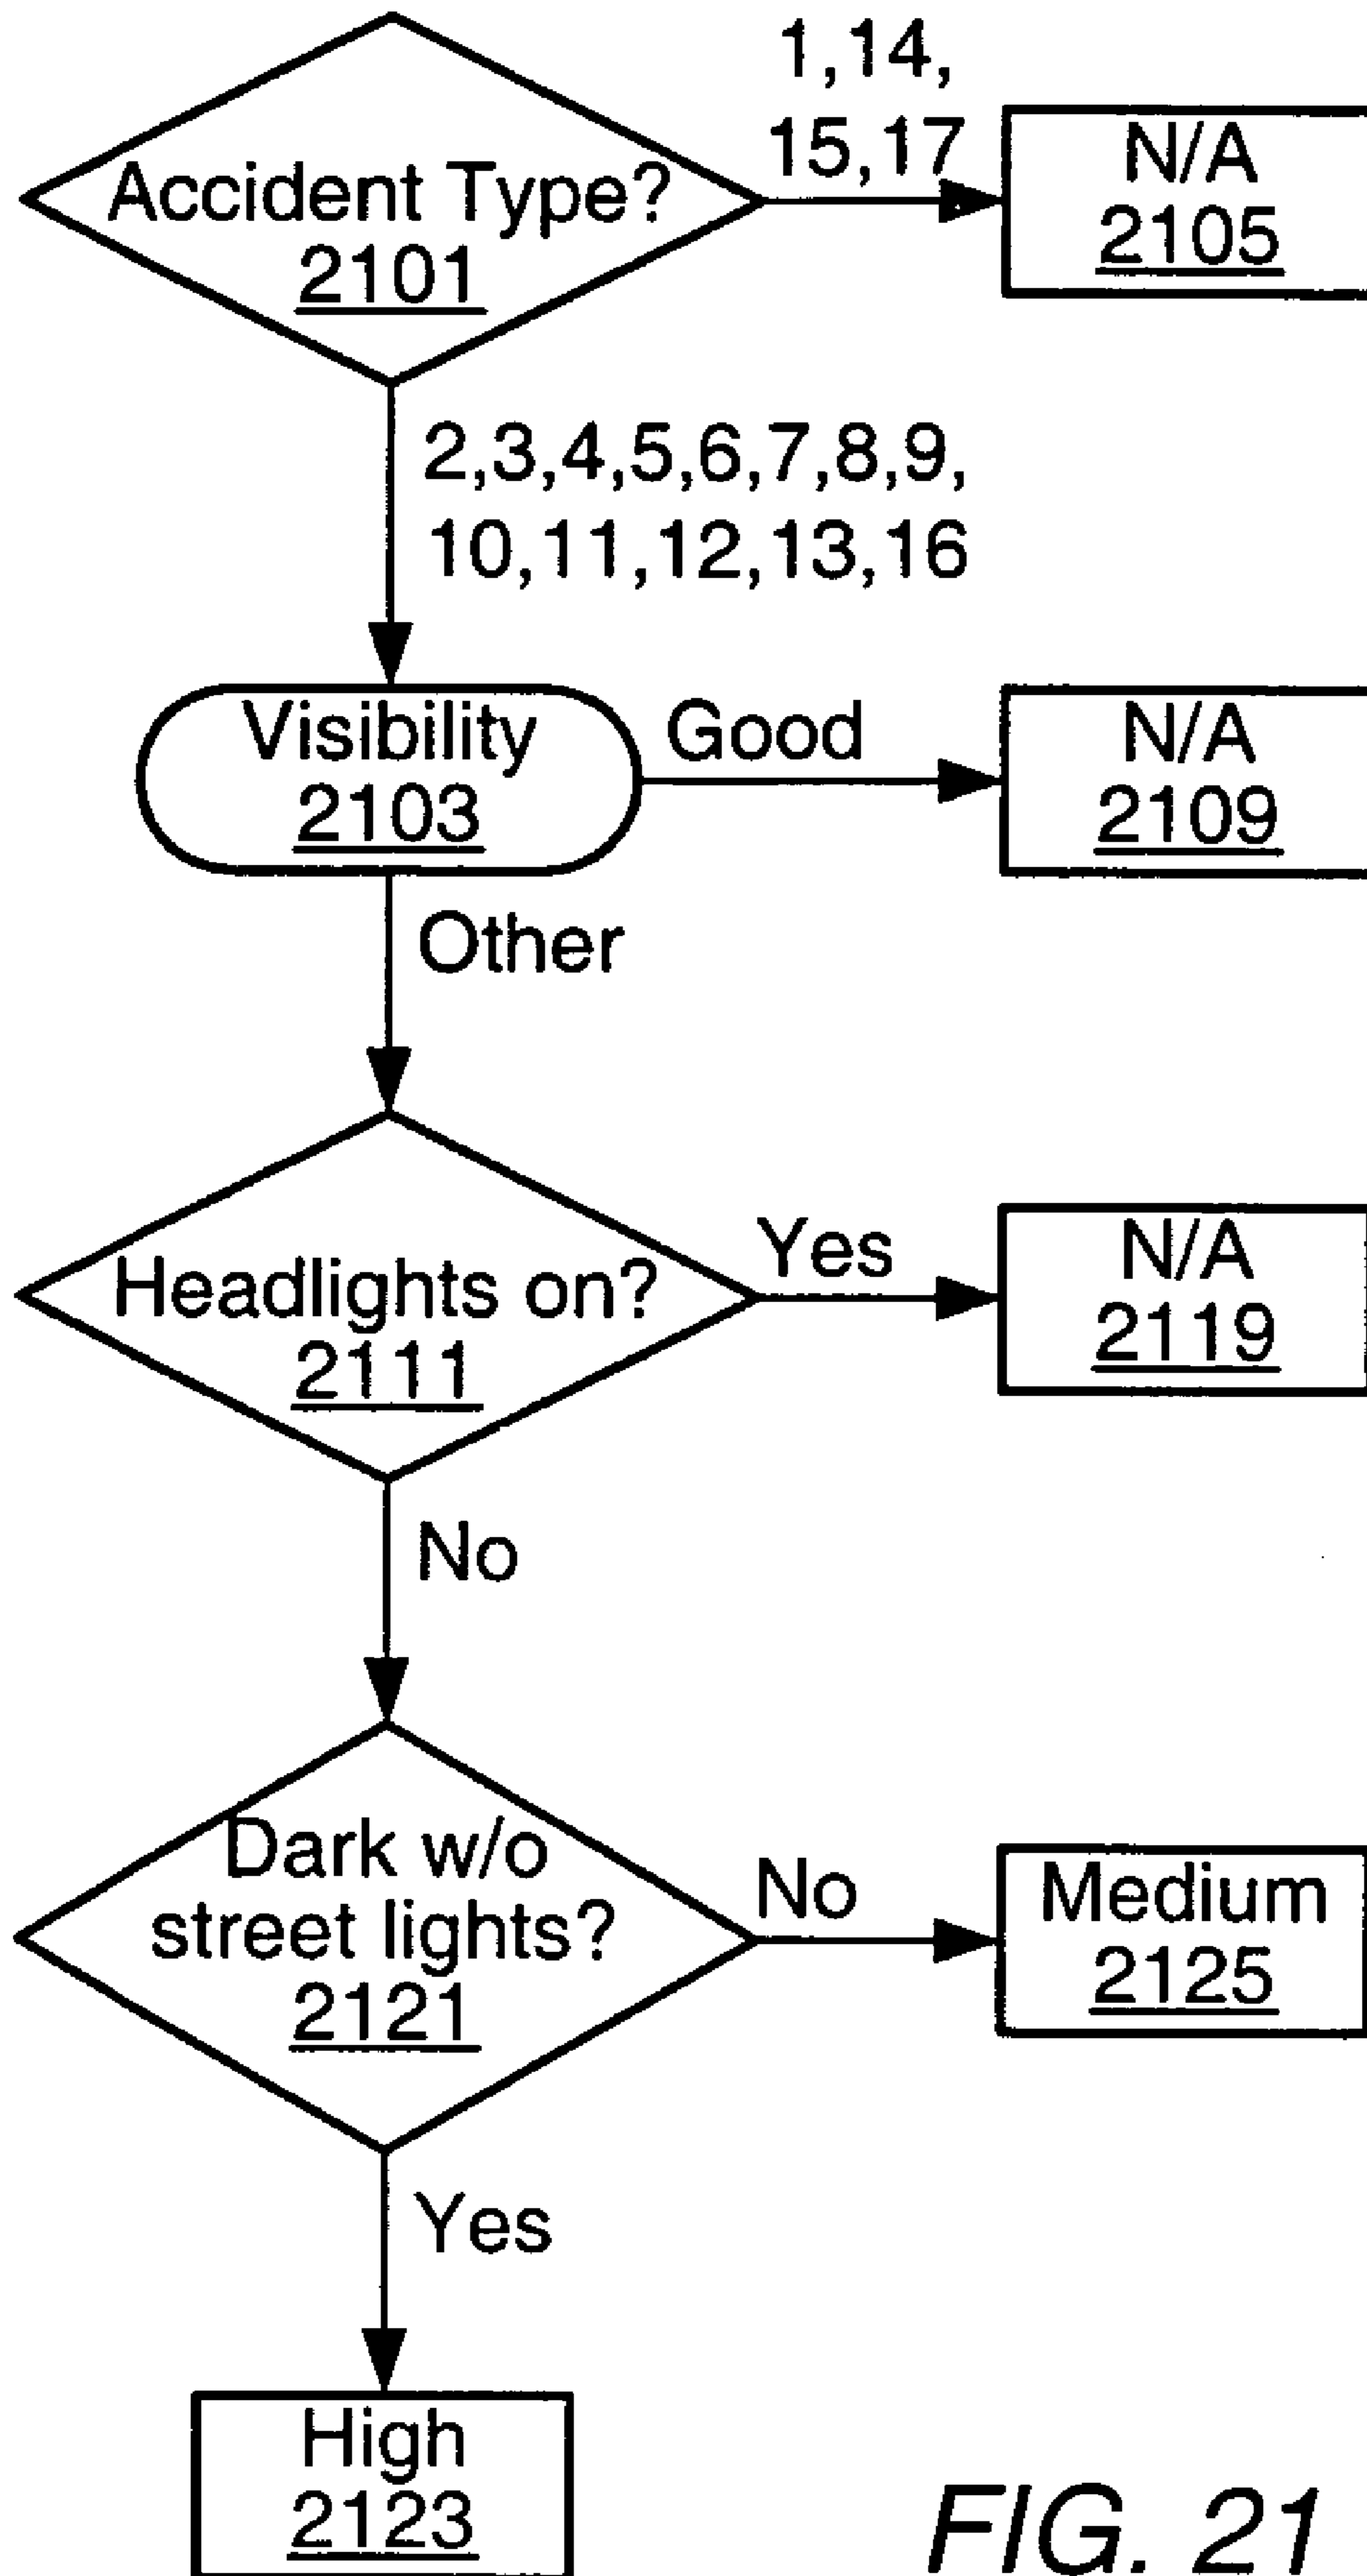 Accident Type?
2101
1,14,
15,17
N/A
2105
2,3,4,5,6,7,8,9,
10,11,12,13,16
Visibility
2103
Good
N/A
2109
Other
Headlights on?
2111
Yes
N/A
2119
No
Dark w/o
street lights?
2121
No
Medium
2125
Yes
High
2123
FIG. 21